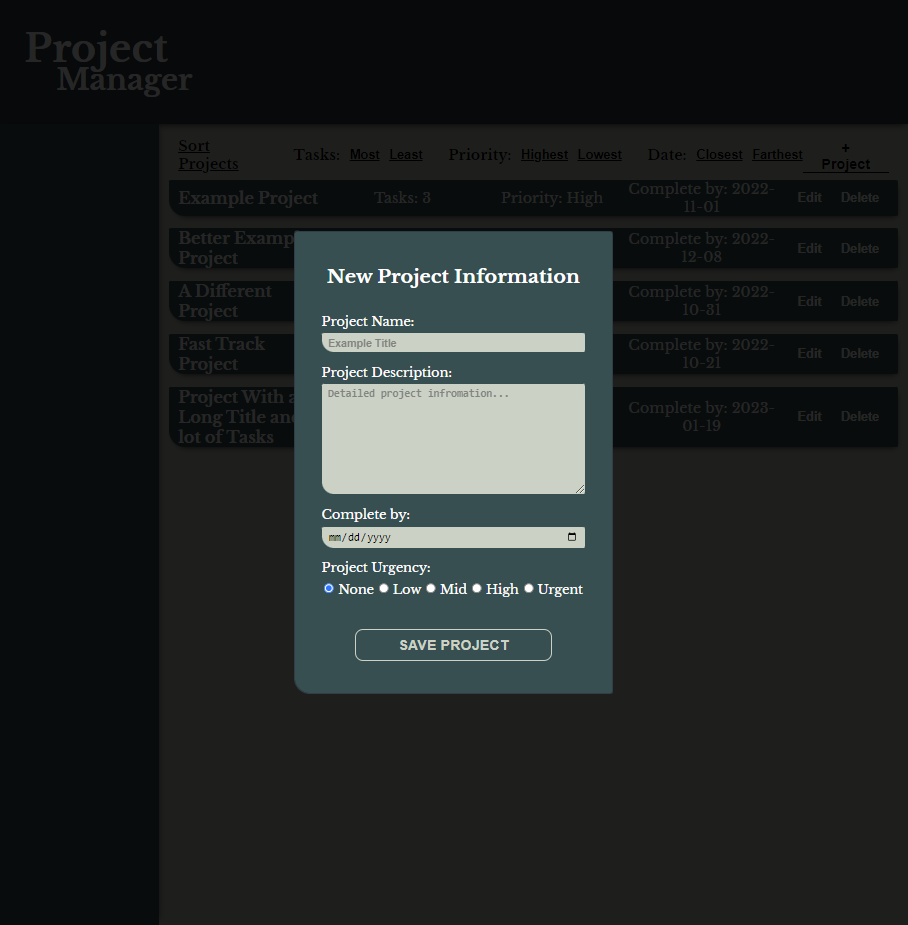 Project
Manager
Sort
Projects
Tasks: Most Least
Priority: Highest Lowest
Date: Closest Farthest
+
Project
Example Project
Tasks: 3
Priority: High
Complete by: 2022-
11-01
Edit Delete
Better Examp
Project
Complete by: 2022-
12-08
Edit Delete
A Different
Project
Complete by: 2022-
10-31
Edit Delete
Fast Track
Project
Complete by: 2022-
10-21
Edit Delete
Project With a
Long Title and
lot of Tasks
Complete by: 2023-
01-19
Edit Delete
New Project Information
Project Name:
Example Title
Project Description:
Detailed project infromation...
Complete by:
mm/dd/yyyy
Project Urgency:
None Low Mid High Urgent
SAVE PROJECT